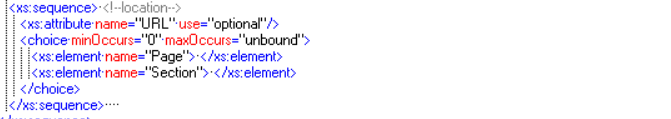 <xs:sequence> <!--location-->
<xs:attribute name="URL" use="optional"/>
<choice minOccurs="0" maxOccurs="unbound">
<xs:element name="Page"> </xs:element>
<xs:element name="Section"> </xs:element>
</choice>
</xs:sequence>